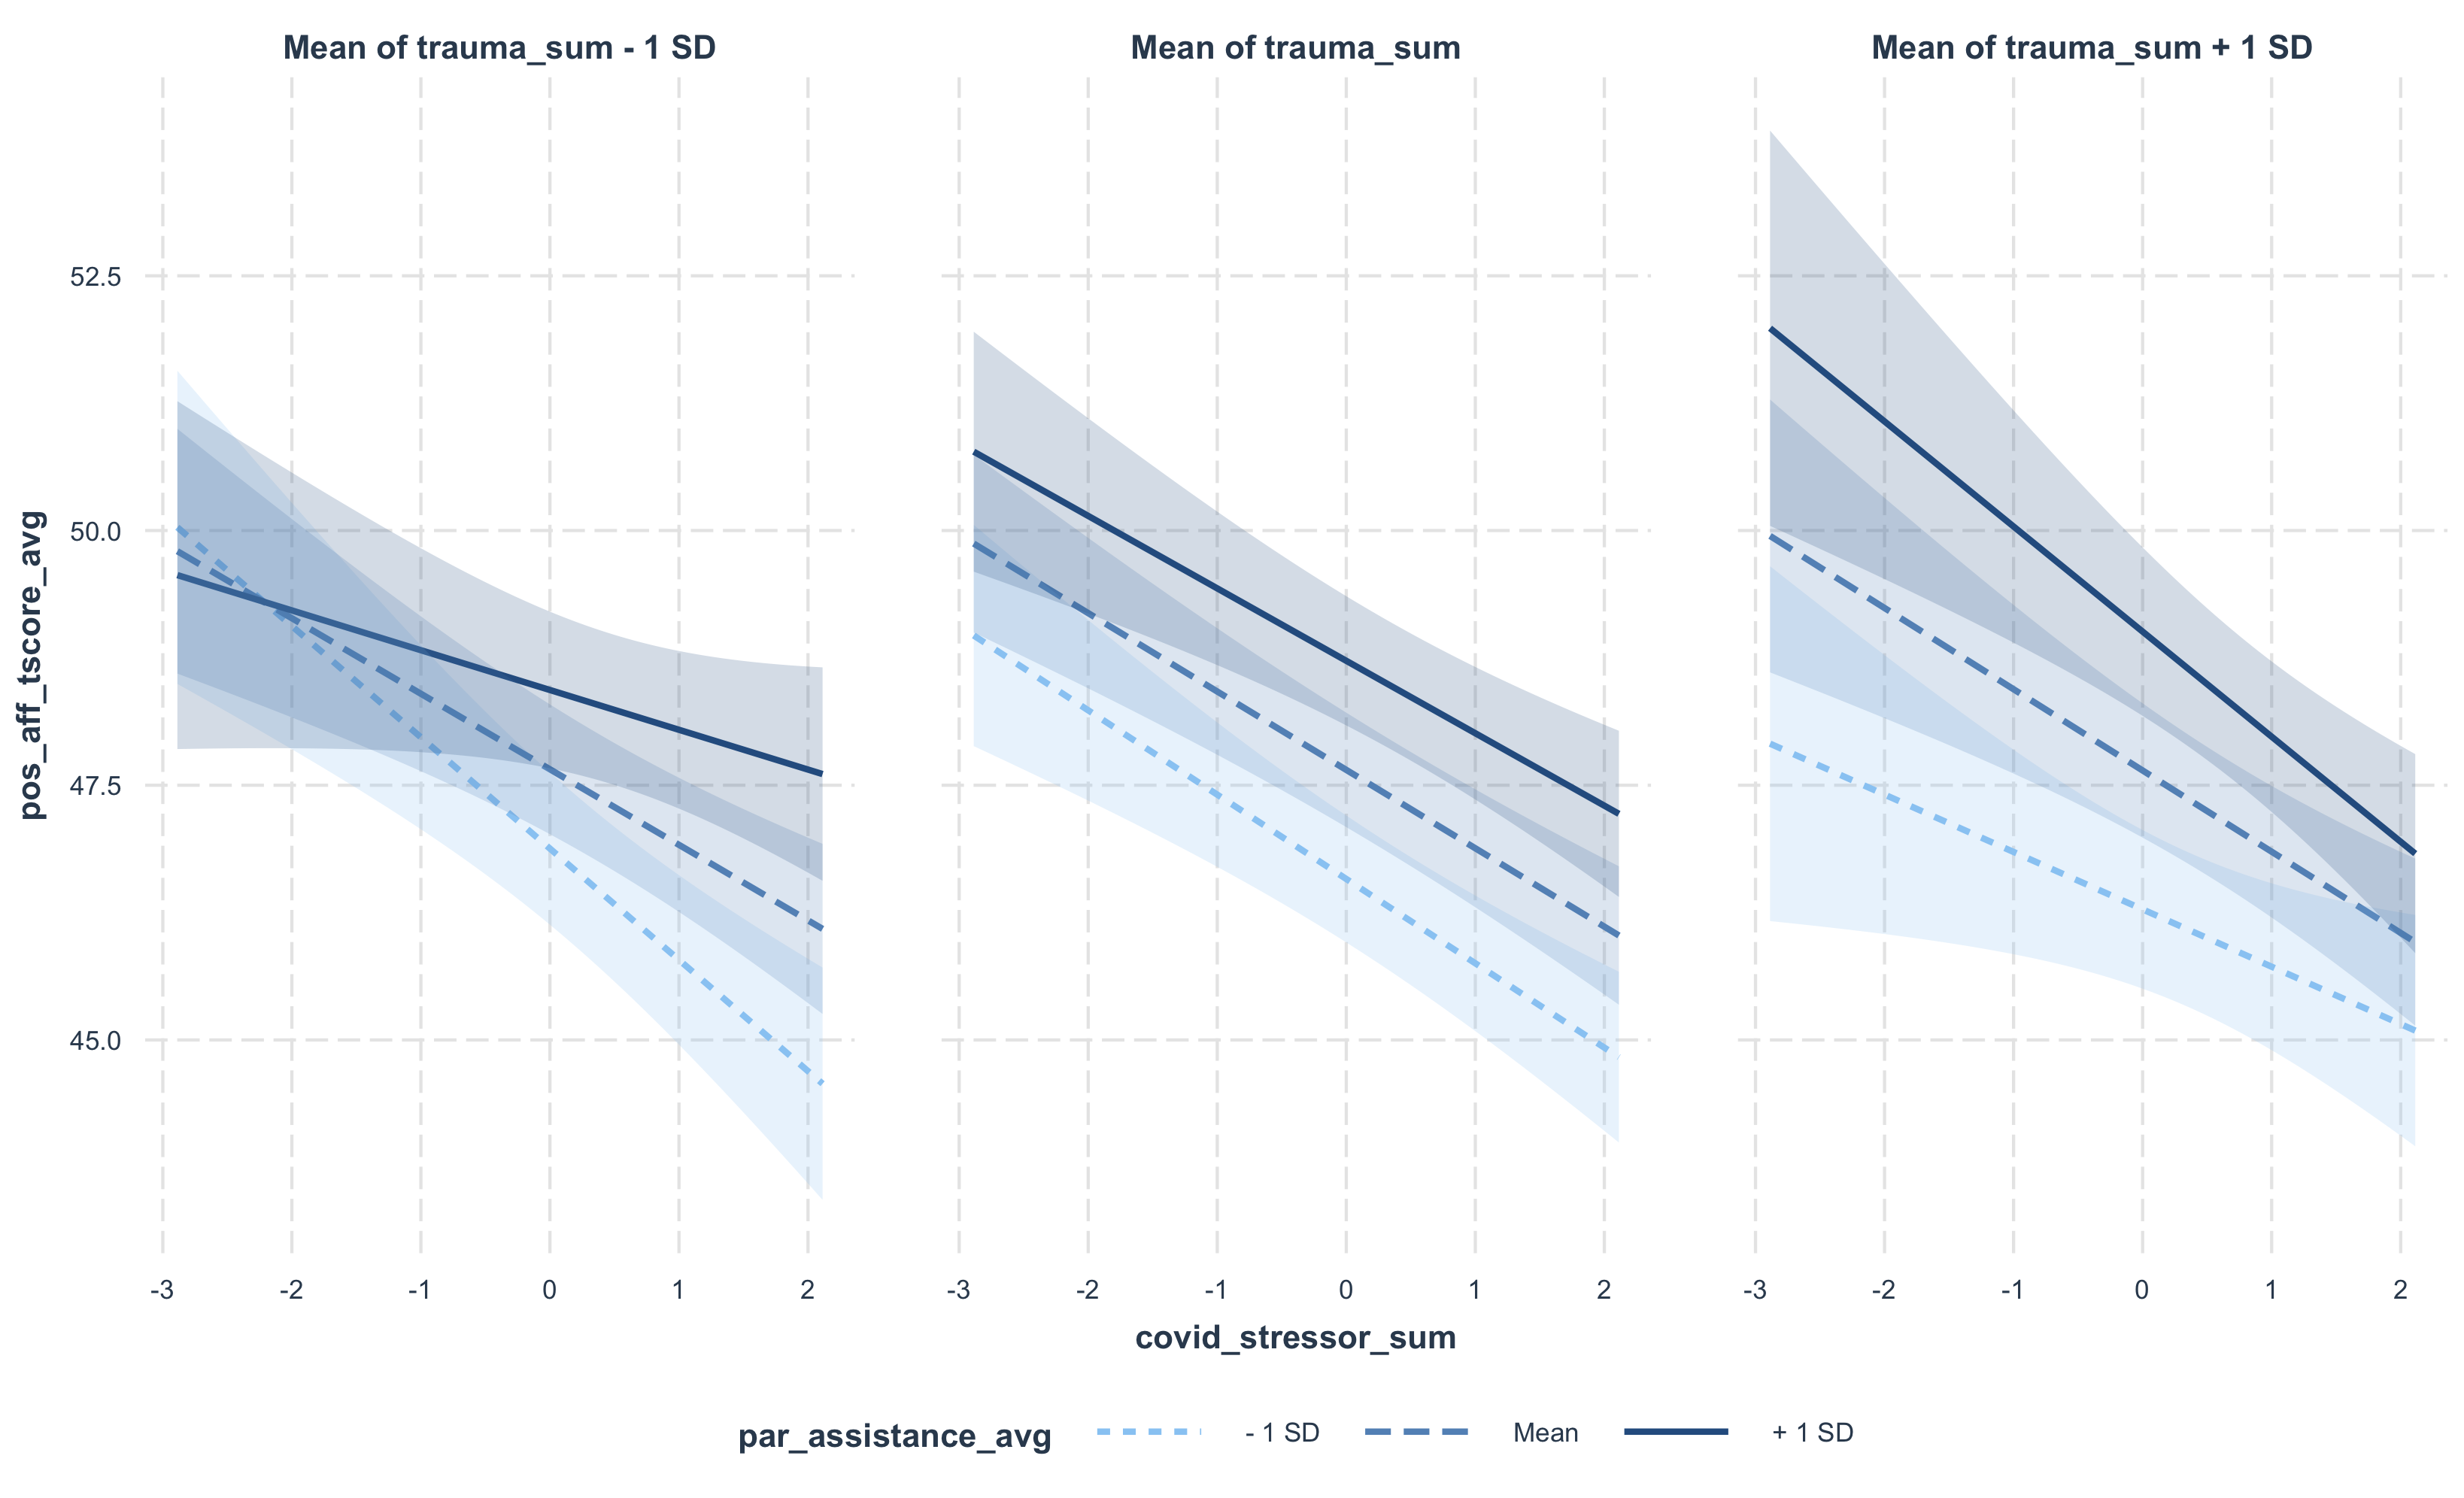 Mean of trauma_sum - 1 SD
Mean of trauma_sum
Mean of trauma_sum + 1 SD
pos_aff_tscore_avg
52.5
50.0
47.5
45.0
-3 -2 -1 0 1 2
-3 -2 -1 0 1 2
-3 -2 -1 0 1 2
covid_stressor_sum
par_assistance_avg - 1 SD Mean + 1 SD